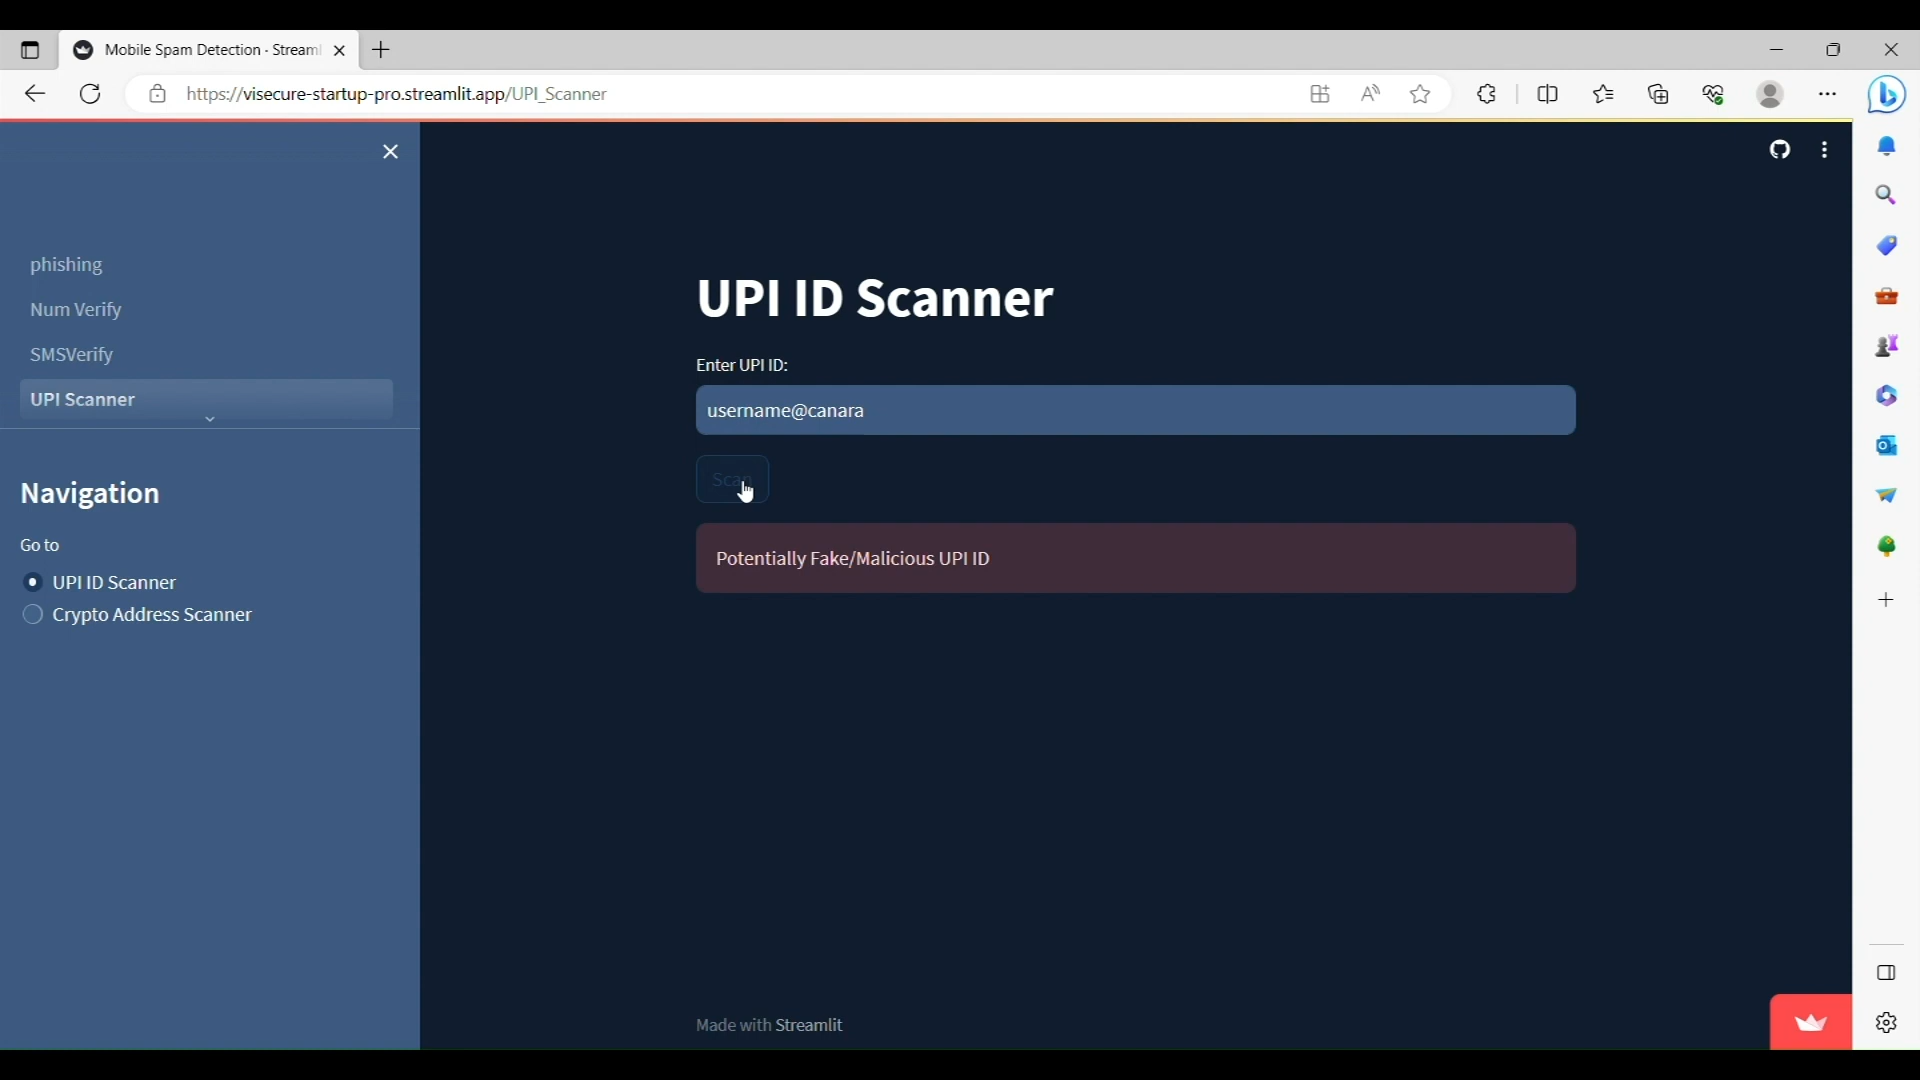 Mobile Spam Detection · Streaml
https://visecure-startup-pro.streamlit.app/UPI_Scanner
phishing
Num Verify
SMSVerify
UPI Scanner
Navigation
Go to
UPI ID Scanner
Crypto Address Scanner
UPI ID Scanner
Enter UPI ID:
username@canara
Scan
Potentially Fake/Malicious UPI ID
Made with Streamlit